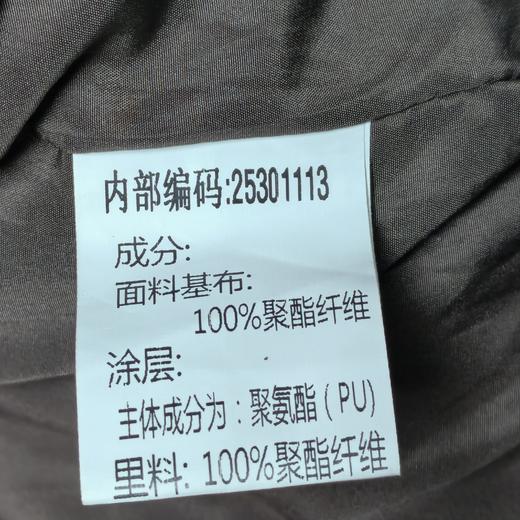 内部编码:25301113
成分:
面料基布:
100%聚酯纤维
涂层:
主体成分为：聚氨酯（PU)
里料: 100%聚酯纤维